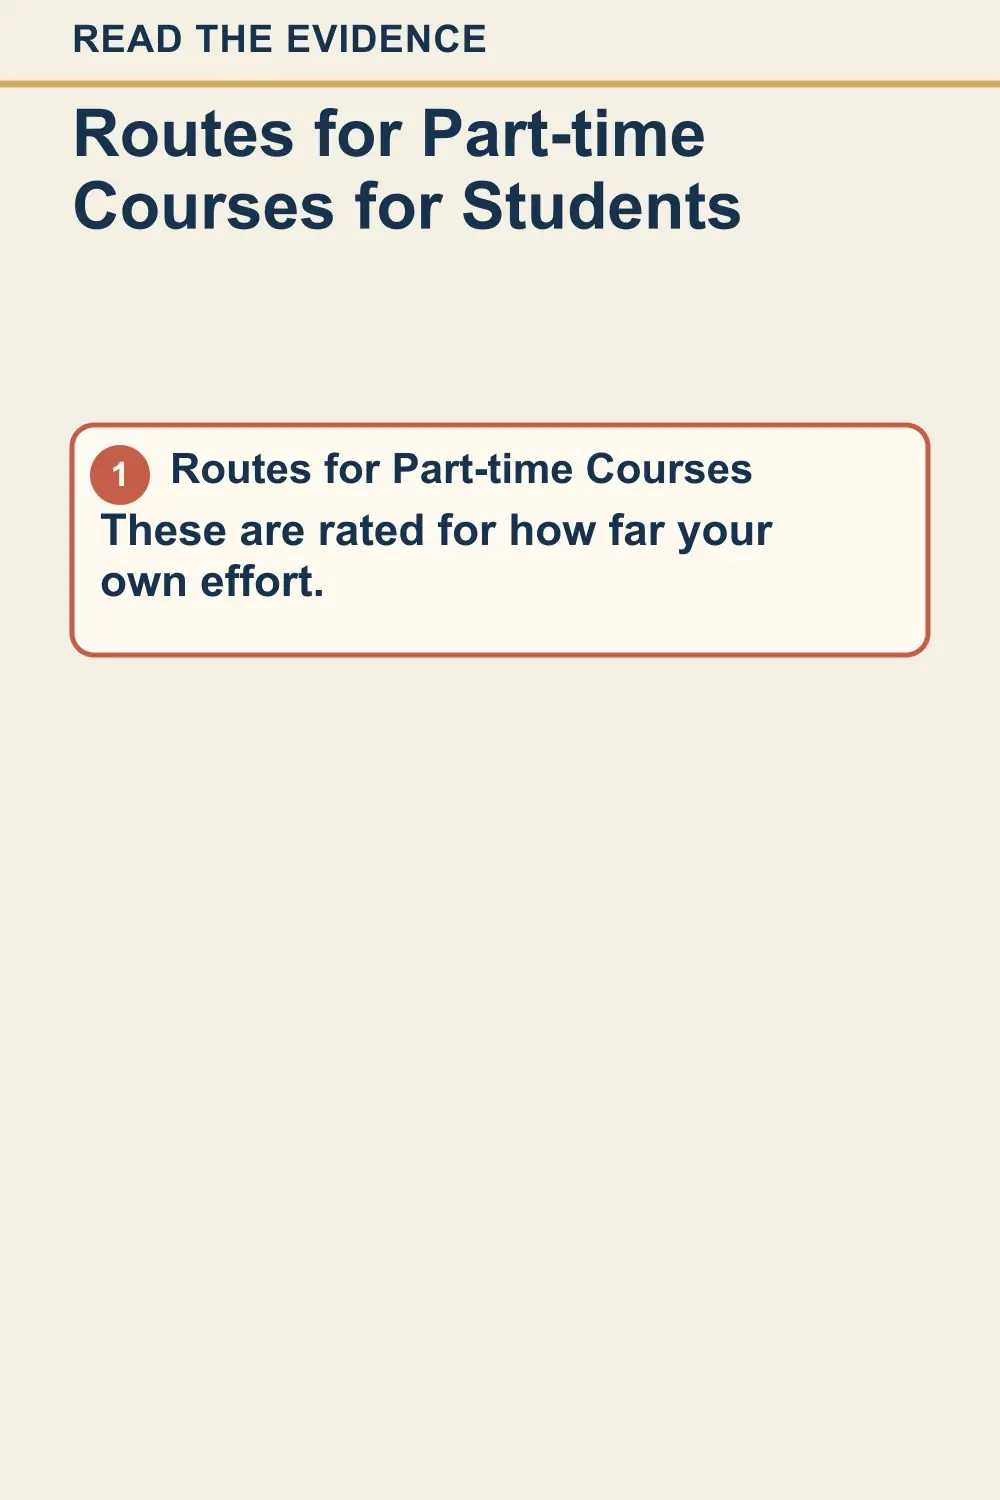 READ THE EVIDENCE
Routes for Part-time
Courses for Students
1 Routes for Part-time Courses
These are rated for how far your
own effort.